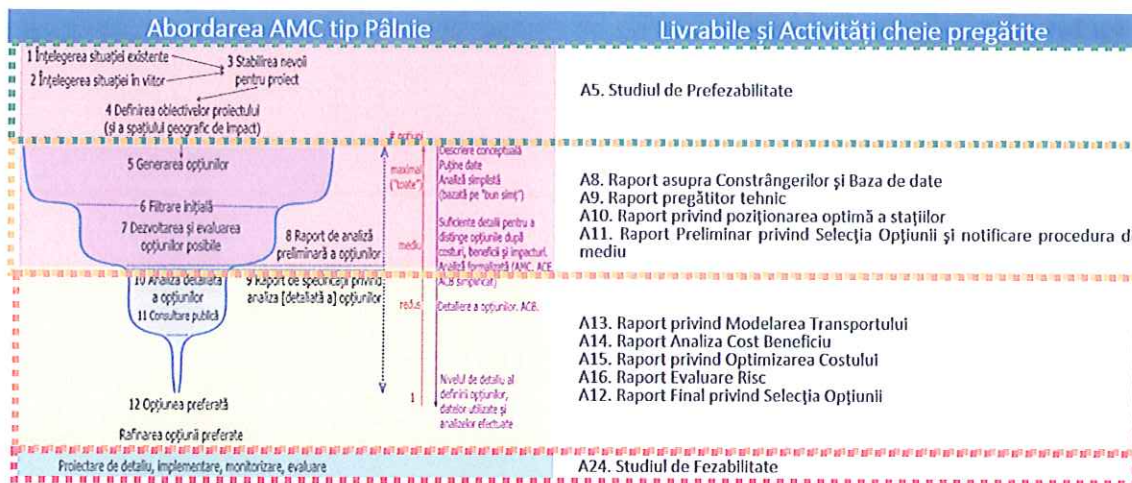 Abordarea AMC tip Pâlnie
Livrabile și Activități cheie pregătite
1 Înțelegerea situației existente
2 Înțelegerea situației în viitor
3 Stabilirea nevoii
pentru proiect
4 Definirea obiectivelor proiectului
(și a spațiului geografic de impact)
A5. Studiul de Prefezabilitate
5 Generarea opțiunilor
6 Filtrare inițială
7 Dezvoltarea și evaluarea
opțiunilor posibile
8 Raport de analiză
preliminară a opțiunilor
# opțiuni
maximal
("toate")
mediu
Descriere conceptuală
Puține date
Analiză simplistă
(bazată pe "bun simț")
Suficiente detalii pentru a
distinge opțiunile după
costuri, beneficii și impacturi.
Analiză formalizată (AMC, ACE
ACB simplificat)
A8. Raport asupra Constrângerilor și Baza de date
A9. Raport pregătitor tehnic
A10. Raport privind poziționarea optimă a stațiilor
A11. Raport Preliminar privind Selecția Opțiunii și notificare procedura d
mediu
10 Analiza detaliată
a opțiunilor
11 Consultare publică
9 Raport de specificații privind
analiza [detaliată a] opțiunilor
redus
Detaliere a opțiunilor. ACB.
12 Opțiunea preferată
1
Nivelul de detaliu al
definirii opțiunilor,
datelor utilizate și
analizelor efectuate
Rafinarea opțiunii preferate
A13. Raport privind Modelarea Transportului
A14. Raport Analiza Cost Beneficiu
A15. Raport privind Optimizarea Costului
A16. Raport Evaluare Risc
A12. Raport Final privind Selecția Opțiunii
Proiectare de detaliu, implementare, monitorizare, evaluare
A24. Studiul de Fezabilitate